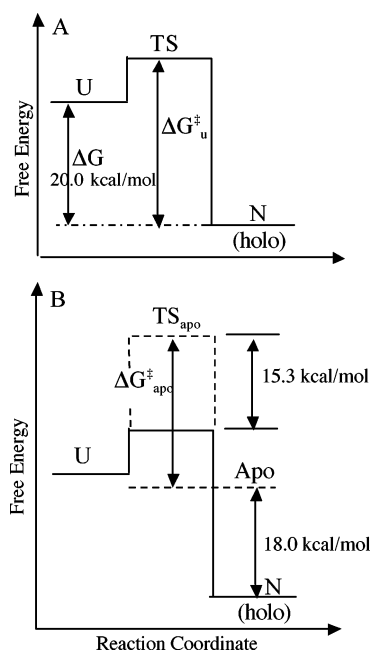 A
TS
U
Free Energy
ΔG
20.0 kcal/mol
ΔG‡u
N
(holo)
B
TSapo
ΔG‡apo
15.3 kcal/mol
U
Apo
Free Energy
18.0 kcal/mol
N
(holo)
Reaction Coordinate